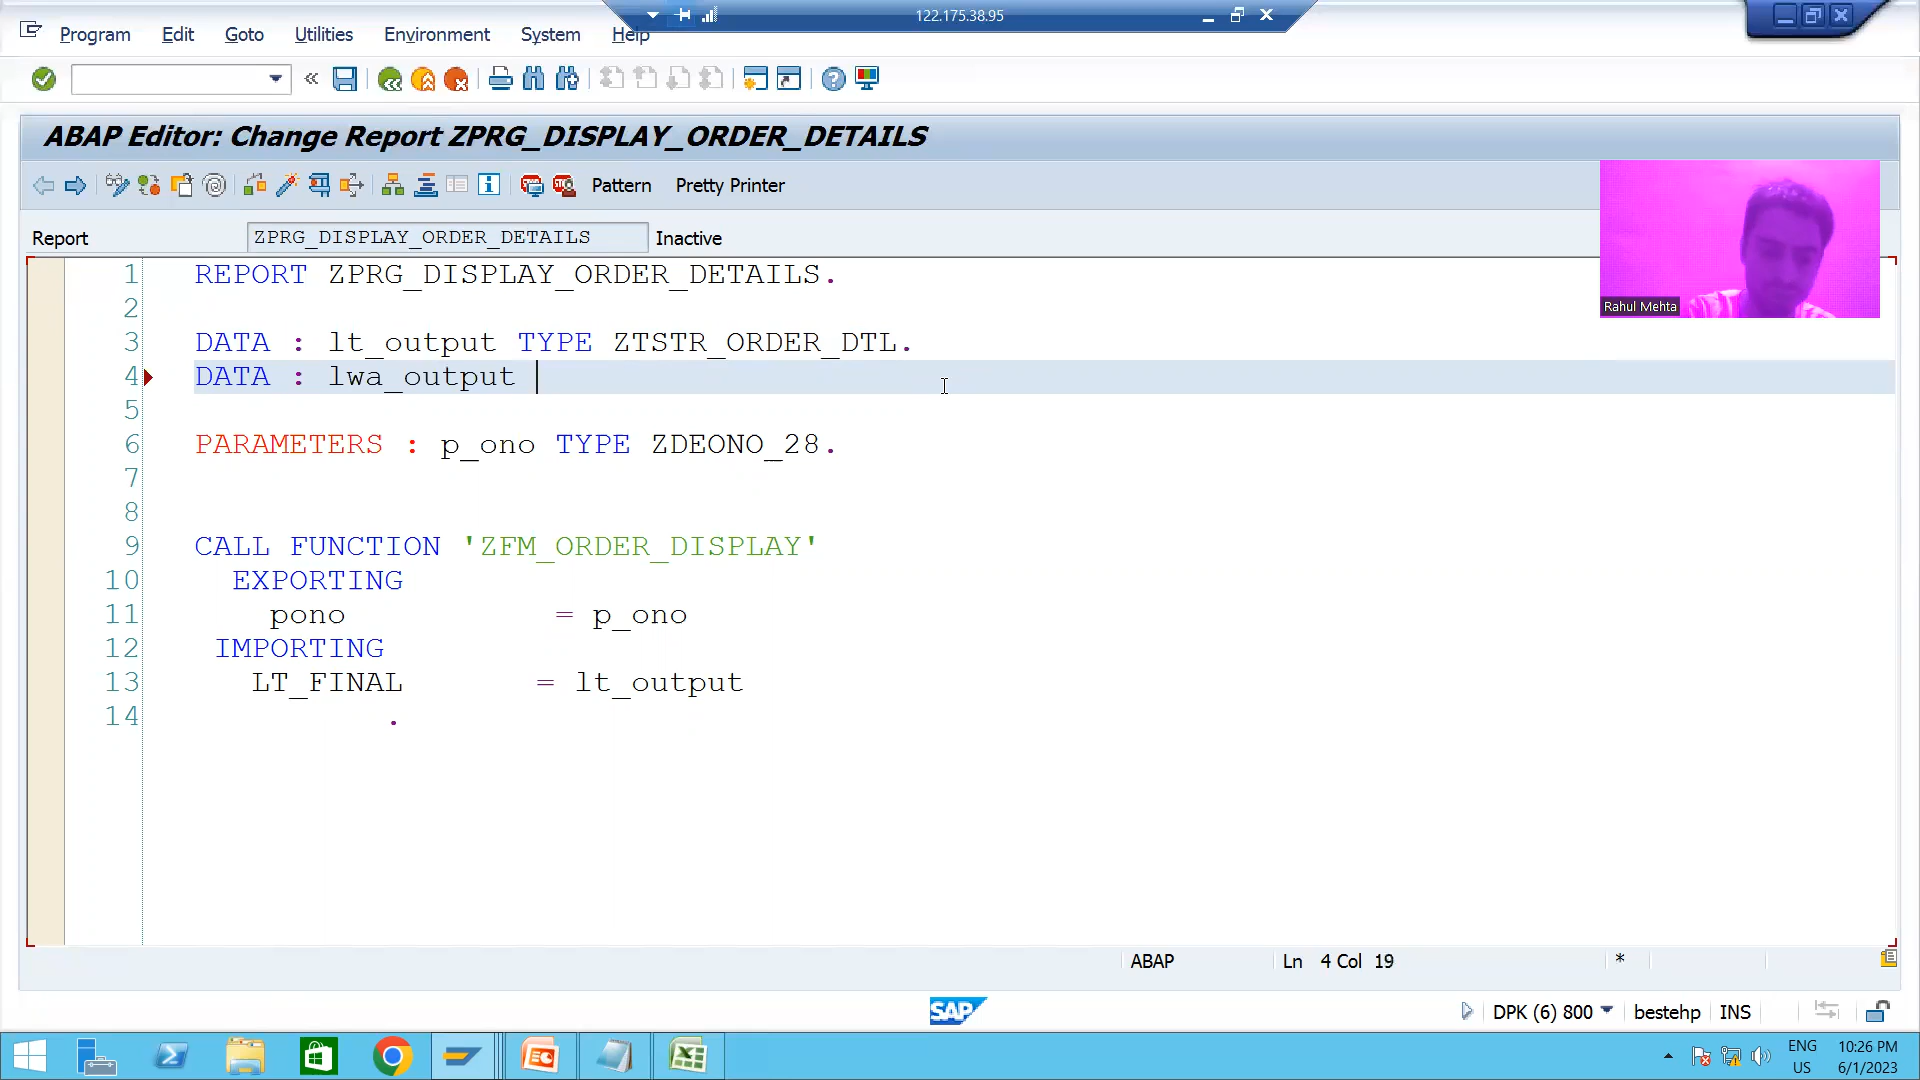 122.175.38.95
Program Edit Goto Utilities Environment System Help
ABAP Editor: Change Report ZPRG_DISPLAY_ORDER_DETAILS
Pattern Pretty Printer
Report ZPRG_DISPLAY_ORDER_DETAILS Inactive
Rahul Mehta
1 REPORT ZPRG_DISPLAY_ORDER_DETAILS.
2
3 DATA : lt_output TYPE ZTSTR_ORDER_DTL.
4 DATA : lwa_output
5
6 PARAMETERS : p_ono TYPE ZDEONO_28.
7
8
9 CALL FUNCTION 'ZFM_ORDER_DISPLAY'
10 EXPORTING
11 pono = p_ono
12 IMPORTING
13 LT_FINAL = lt_output
14 .
ABAP Ln 4 Col 19 *
SAP DPK (6) 800 bestehp INS
ENG 10:26 PM
US 6/1/2023